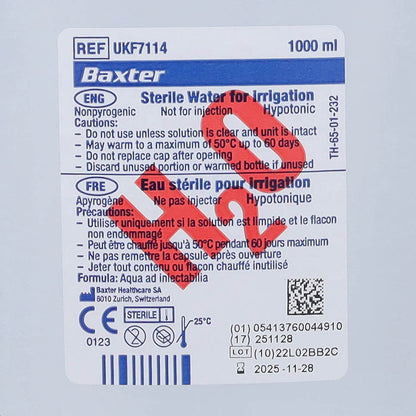 REF UKF7114 1000 ml
Baxter
ENG Sterile Water for Irrigation
Nonpyrogenic Not for injection Hypotonic
Cautions:
- Do not use unless solution is clear and unit is intact
- May warm to a maximum of 50°C up to 60 days
- Do not replace cap after opening
- Discard unused portion or warmed bottle if unused
TH-65-01-232
H2O
FRE Eau stérile pour irrigation
Apyrogène Ne pas injecter Hypotonique
Précautions:
- Utiliser uniquement si la solution est limpide et le flacon
non endommagé
- Peut être chauffé jusqu'à 50°C pendant 60 jours maximum
- Ne pas remettre la capsule après ouverture
- Jeter tout contenu ou flacon chauffé inutilisé
Formula: Aqua ad injectabilia
Baxter Healthcare SA
8010 Zurich, Switzerland
CE
0123
STERILE
25°C
(01) 05413760044910
(17) 251128
LOT (10) 22L02BB2C
2025-11-28